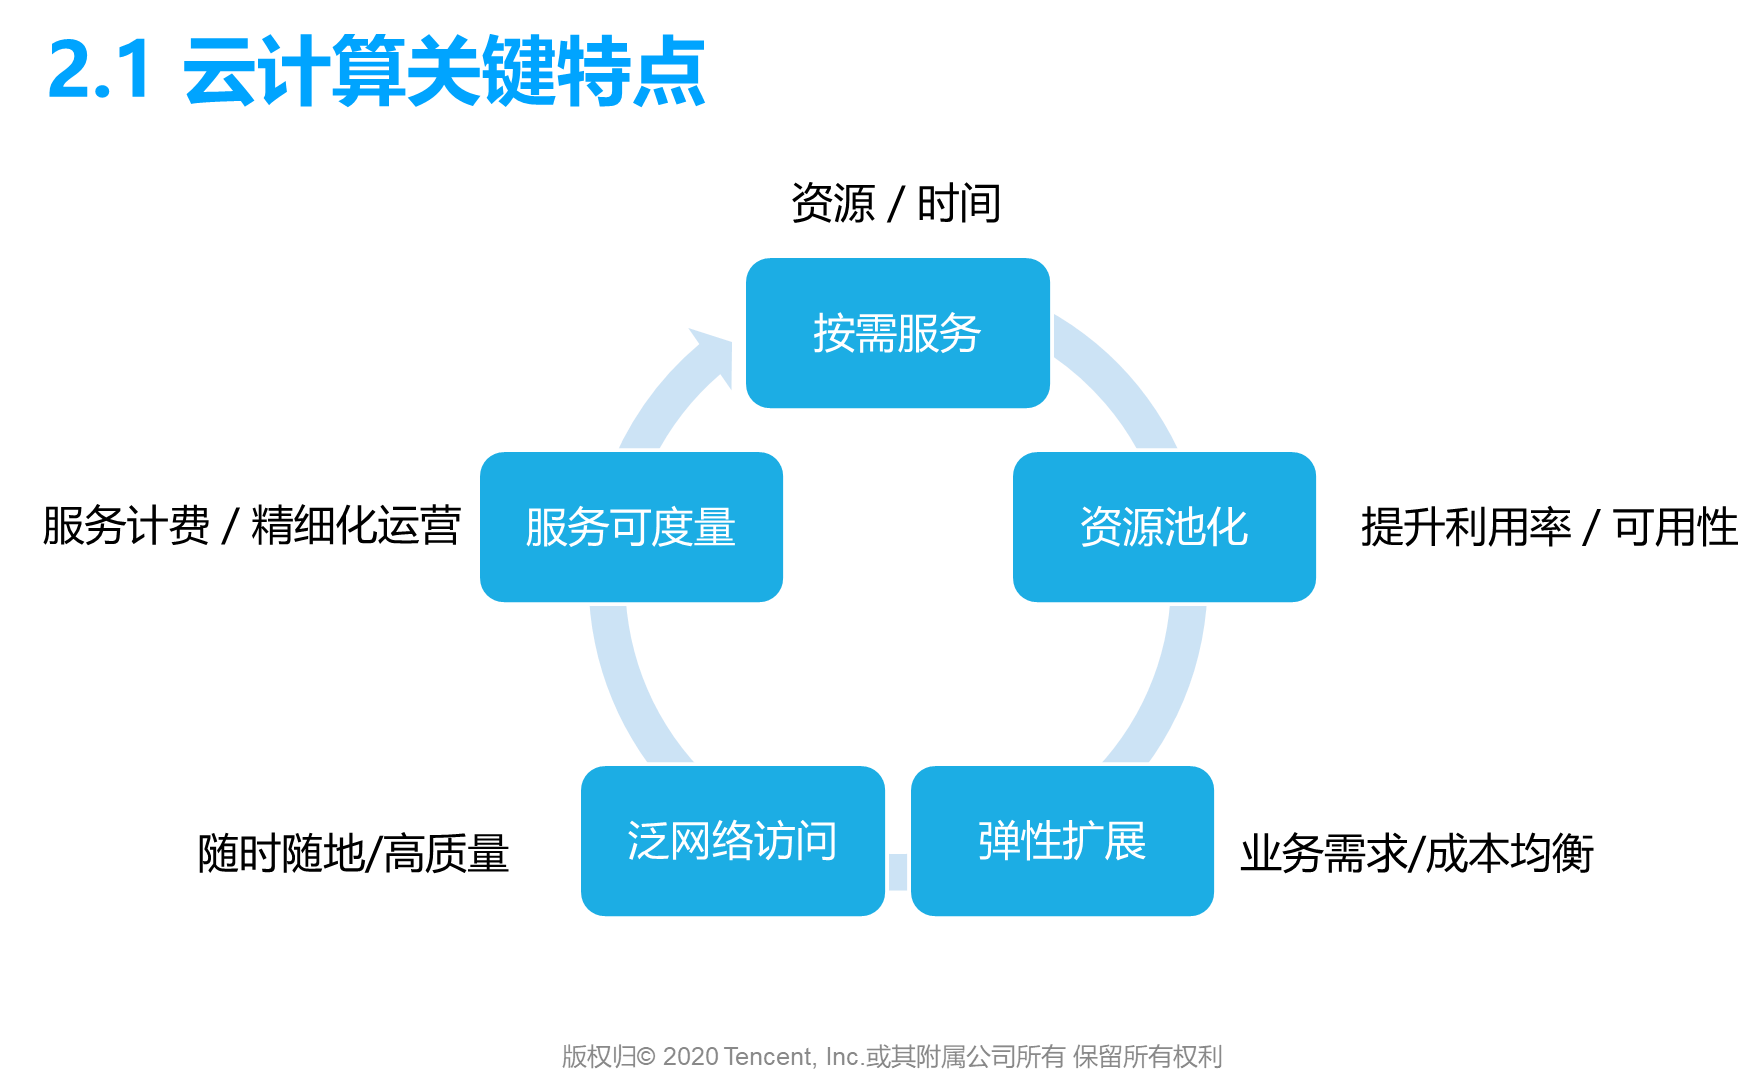 2.1 云计算关键特点
资源 / 时间
按需服务
服务计费 / 精细化运营
服务可度量
资源池化
提升利用率 / 可用性
随时随地/高质量
泛网络访问
弹性扩展
业务需求/成本均衡
版权归© 2020 Tencent, Inc.或其附属公司所有 保留所有权利